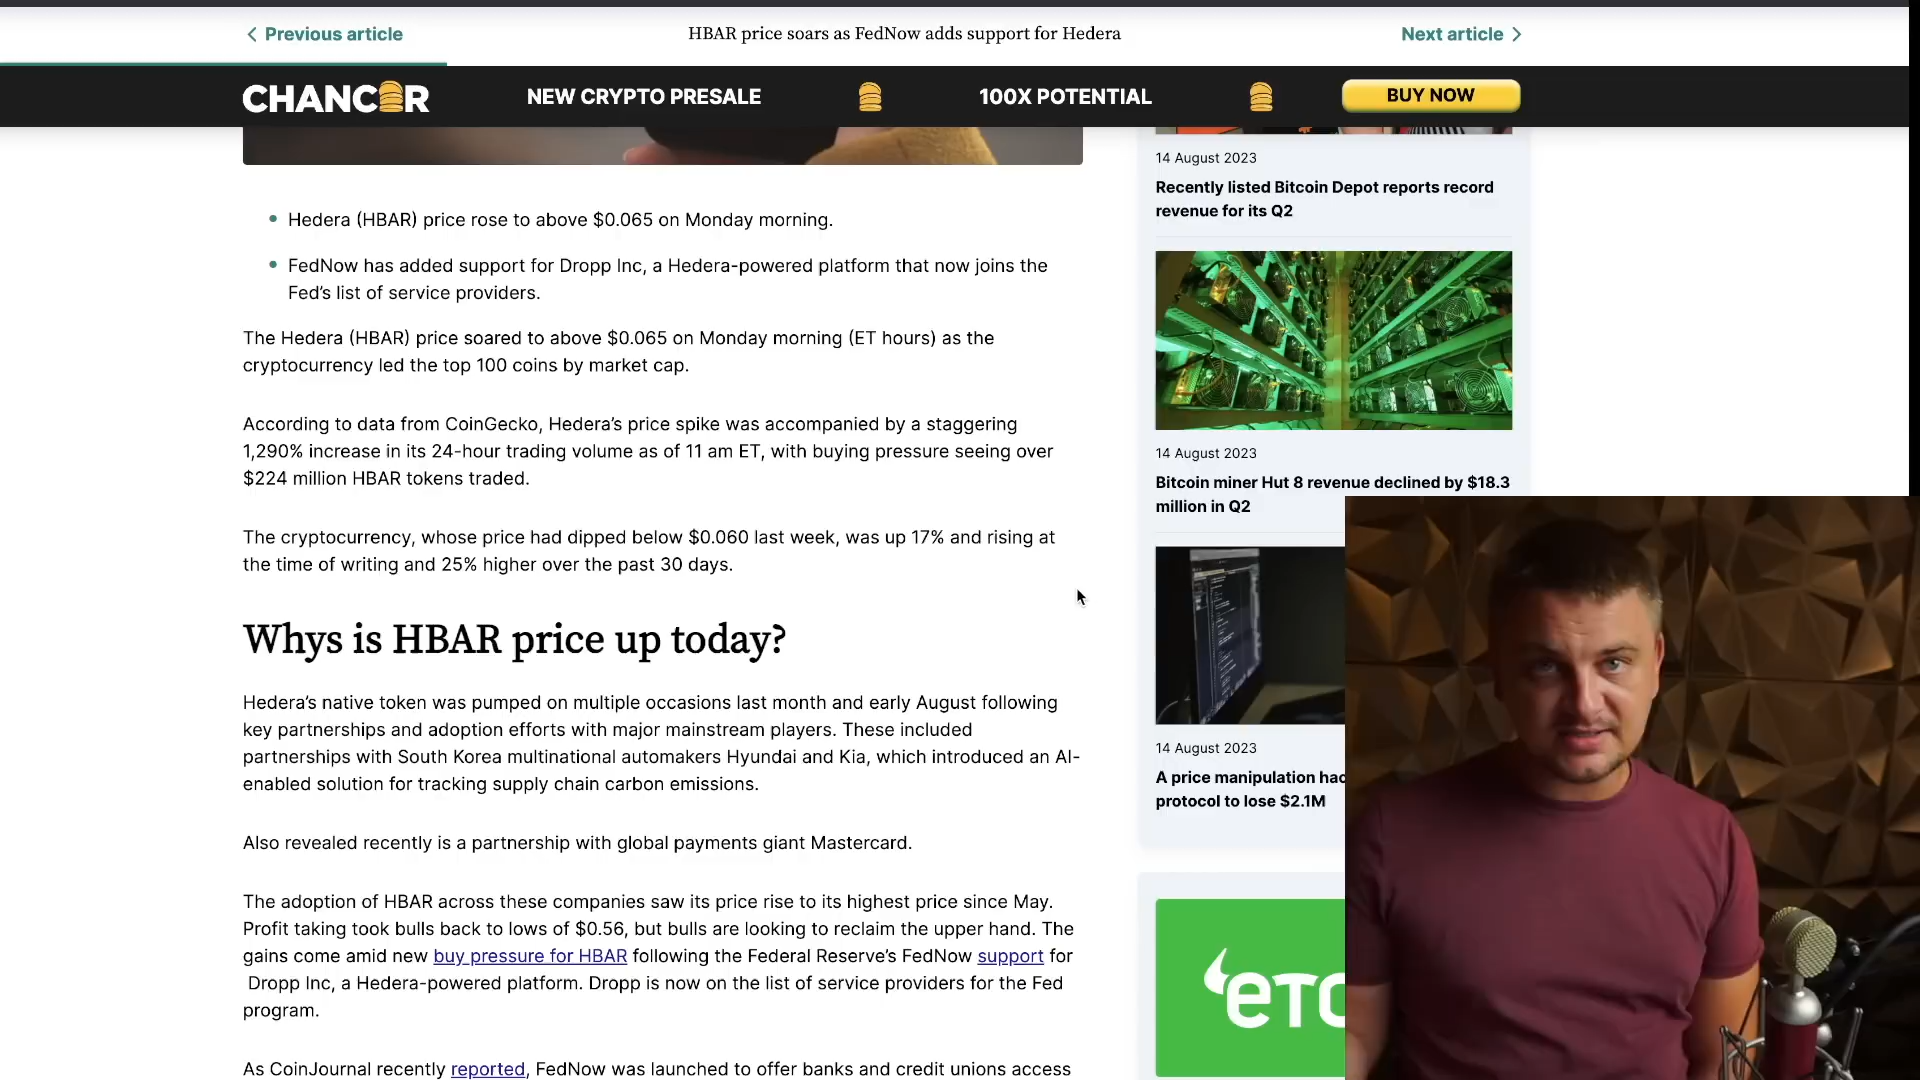 Previous article
HBAR price soars as FedNow adds support for Hedera
Next article
CHANCER
NEW CRYPTO PRESALE
100X POTENTIAL
BUY NOW
Hedera (HBAR) price rose to above $0.065 on Monday morning.
FedNow has added support for Dropp Inc, a Hedera-powered platform that now joins the
Fed’s list of service providers.
The Hedera (HBAR) price soared to above $0.065 on Monday morning (ET hours) as the
cryptocurrency led the top 100 coins by market cap.
According to data from CoinGecko, Hedera’s price spike was accompanied by a staggering
1,290% increase in its 24-hour trading volume as of 11 am ET, with buying pressure seeing over
$224 million HBAR tokens traded.
The cryptocurrency, whose price had dipped below $0.060 last week, was up 17% and rising at
the time of writing and 25% higher over the past 30 days.
Whys is HBAR price up today?
Hedera’s native token was pumped on multiple occasions last month and early August following
key partnerships and adoption efforts with major mainstream players. These included
partnerships with South Korea multinational automakers Hyundai and Kia, which introduced an AI-
enabled solution for tracking supply chain carbon emissions.
Also revealed recently is a partnership with global payments giant Mastercard.
The adoption of HBAR across these companies saw its price rise to its highest price since May.
Profit taking took bulls back to lows of $0.56, but bulls are looking to reclaim the upper hand. The
gains come amid new buy pressure for HBAR following the Federal Reserve’s FedNow support for
Dropp Inc, a Hedera-powered platform. Dropp is now on the list of service providers for the Fed
program.
As CoinJournal recently reported, FedNow was launched to offer banks and credit unions access
14 August 2023
Recently listed Bitcoin Depot reports record
revenue for its Q2
14 August 2023
Bitcoin miner Hut 8 revenue declined by $18.3
million in Q2
14 August 2023
A price manipulation hac
protocol to lose $2.1M
eTO